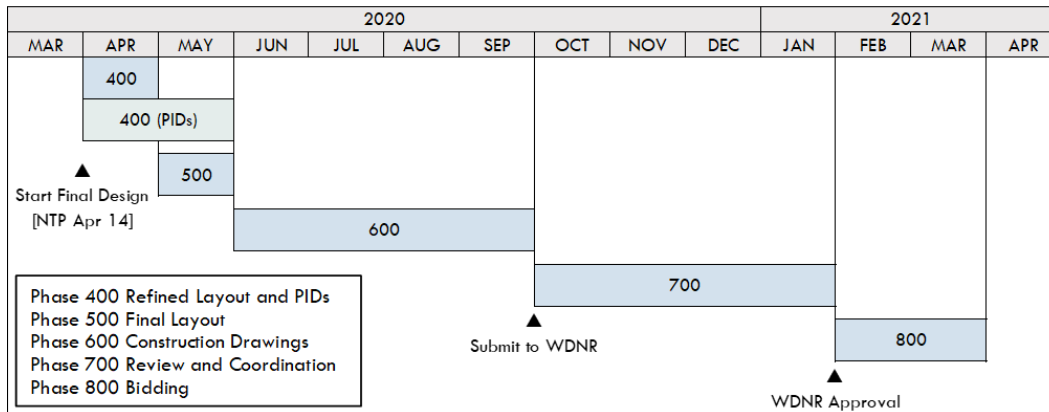 2020 2021
MAR APR MAY JUN JUL AUG SEP OCT NOV DEC JAN FEB MAR APR
400
400 (PIDs)
500
Start Final Design
[NTP Apr 14]
600
700
Phase 400 Refined Layout and PIDs
Phase 500 Final Layout
Phase 600 Construction Drawings
Phase 700 Review and Coordination
Phase 800 Bidding
Submit to WDNR
800
WDNR Approval